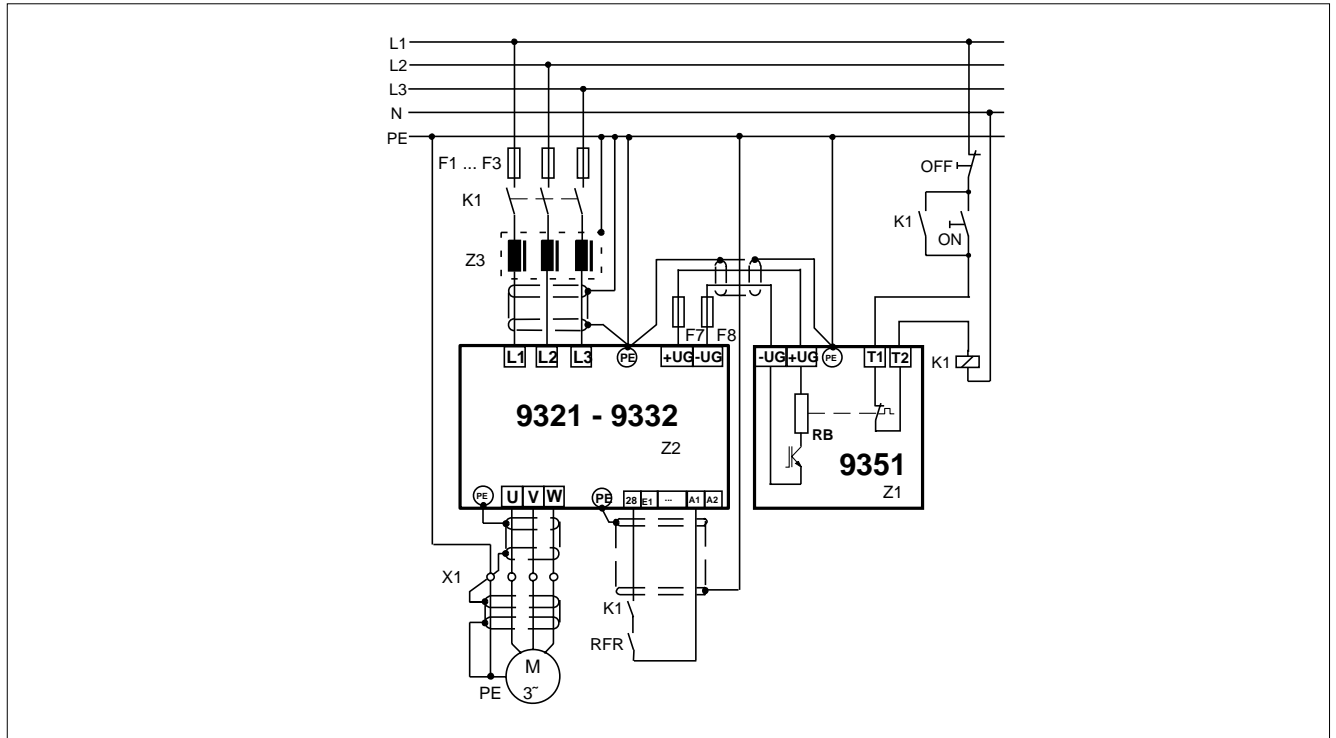 L1
L2
L3
N
PE
F1 ... F3
OFF
K1
K1
ON
Z3
F7 F8
K1
L1 L2 L3 PE +UG -UG
-UG +UG PE T1 T2
9321 - 9332
Z2
RB
9351
Z1
PE U V W PE 28 E1 ... A1 A2
X1
K1
RFR
M
3~
PE